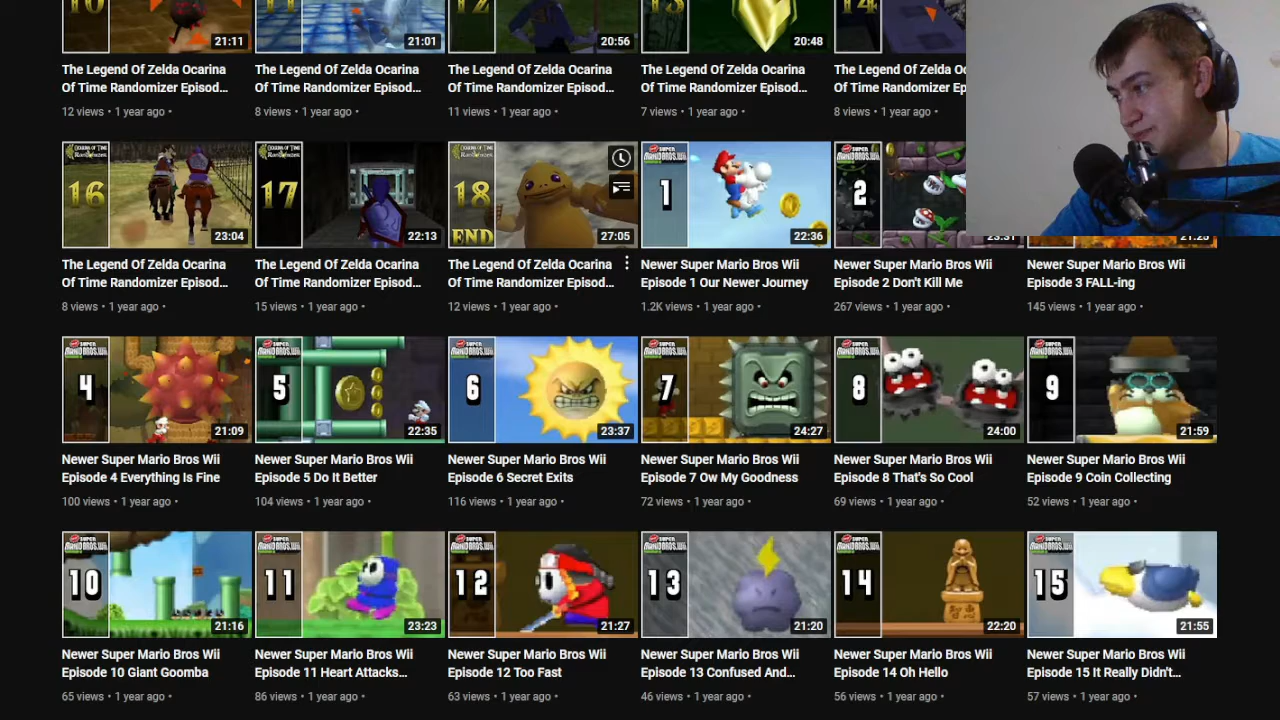 10 11 12 13 14
21:11 21:01 20:56 20:48
The Legend Of Zelda Ocarina The Legend Of Zelda Ocarina The Legend Of Zelda Ocarina The Legend Of Zelda Ocarina The Legend Of Zelda Oc
Of Time Randomizer Episod... Of Time Randomizer Episod... Of Time Randomizer Episod... Of Time Randomizer Episod... Of Time Randomizer Epis
12 views • 1 year ago • 8 views • 1 year ago • 11 views • 1 year ago • 7 views • 1 year ago • 8 views • 1 year ago •
16 17 18 1 2
END
23:04 22:13 27:05 22:36 23:31 21:25
The Legend Of Zelda Ocarina The Legend Of Zelda Ocarina The Legend Of Zelda Ocarina Newer Super Mario Bros Wii Newer Super Mario Bros Wii Newer Super Mario Bros Wii
Of Time Randomizer Episod... Of Time Randomizer Episod... Of Time Randomizer Episod... Episode 1 Our Newer Journey Episode 2 Don't Kill Me Episode 3 FALL-ing
8 views • 1 year ago • 15 views • 1 year ago • 12 views • 1 year ago • 1.2K views • 1 year ago • 267 views • 1 year ago • 145 views • 1 year ago •
4 5 6 7 8 9
21:09 22:35 23:37 24:27 24:00 21:59
Newer Super Mario Bros Wii Newer Super Mario Bros Wii Newer Super Mario Bros Wii Newer Super Mario Bros Wii Newer Super Mario Bros Wii Newer Super Mario Bros Wii
Episode 4 Everything Is Fine Episode 5 Do It Better Episode 6 Secret Exits Episode 7 Ow My Goodness Episode 8 That's So Cool Episode 9 Coin Collecting
100 views • 1 year ago • 104 views • 1 year ago • 116 views • 1 year ago • 72 views • 1 year ago • 69 views • 1 year ago • 52 views • 1 year ago •
10 11 12 13 14 15
21:16 23:23 21:27 21:20 22:20 21:55
Newer Super Mario Bros Wii Newer Super Mario Bros Wii Newer Super Mario Bros Wii Newer Super Mario Bros Wii Newer Super Mario Bros Wii Newer Super Mario Bros Wii
Episode 10 Giant Goomba Episode 11 Heart Attacks... Episode 12 Too Fast Episode 13 Confused And... Episode 14 Oh Hello Episode 15 It Really Didn't...
65 views • 1 year ago • 86 views • 1 year ago • 63 views • 1 year ago • 46 views • 1 year ago • 56 views • 1 year ago • 57 views • 1 year ago •